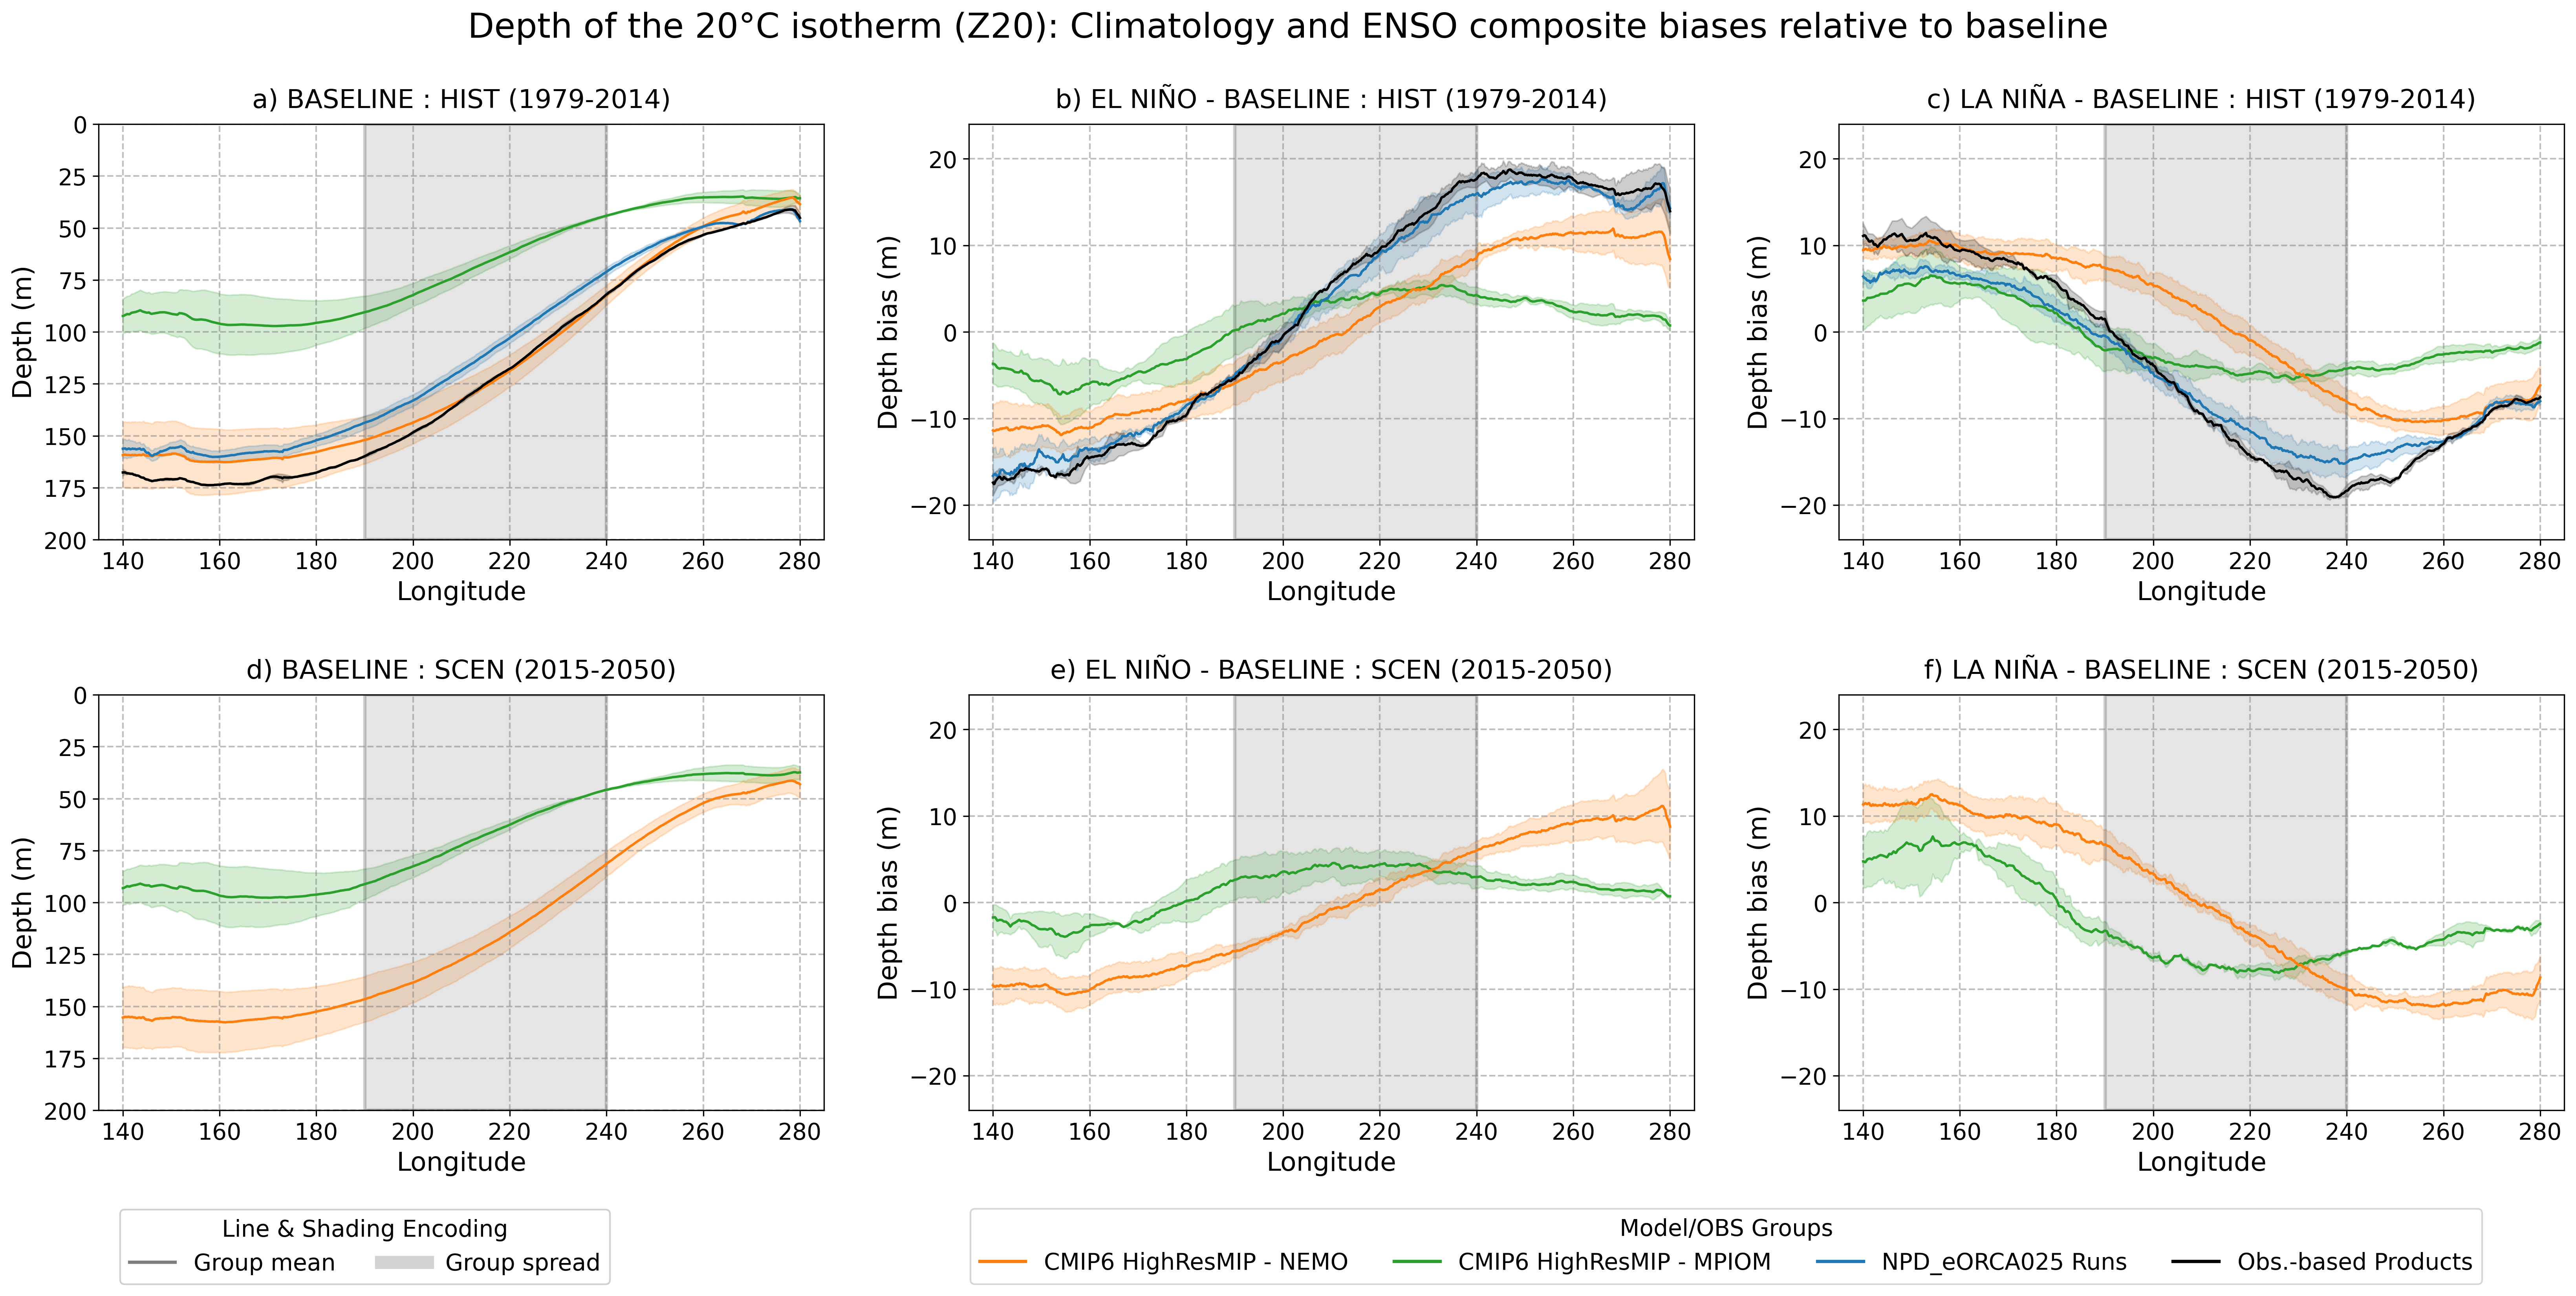 Depth of the 20°C isotherm (Z20): Climatology and ENSO composite biases relative to baseline
a) BASELINE : HIST (1979-2014)
b) EL NIÑO - BASELINE : HIST (1979-2014)
c) LA NIÑA - BASELINE : HIST (1979-2014)
Depth (m)
0
25
50
75
100
125
150
175
200
140 160 180 200 220 240 260 280
Longitude
Depth bias (m)
20
10
0
−10
−20
140 160 180 200 220 240 260 280
Longitude
Depth bias (m)
20
10
0
−10
−20
140 160 180 200 220 240 260 280
Longitude
d) BASELINE : SCEN (2015-2050)
e) EL NIÑO - BASELINE : SCEN (2015-2050)
f) LA NIÑA - BASELINE : SCEN (2015-2050)
Depth (m)
0
25
50
75
100
125
150
175
200
140 160 180 200 220 240 260 280
Longitude
Depth bias (m)
20
10
0
−10
−20
140 160 180 200 220 240 260 280
Longitude
Depth bias (m)
20
10
0
−10
−20
140 160 180 200 220 240 260 280
Longitude
Line & Shading Encoding
Group mean Group spread
Model/OBS Groups
CMIP6 HighResMIP - NEMO CMIP6 HighResMIP - MPIOM NPD_eORCA025 Runs Obs.-based Products